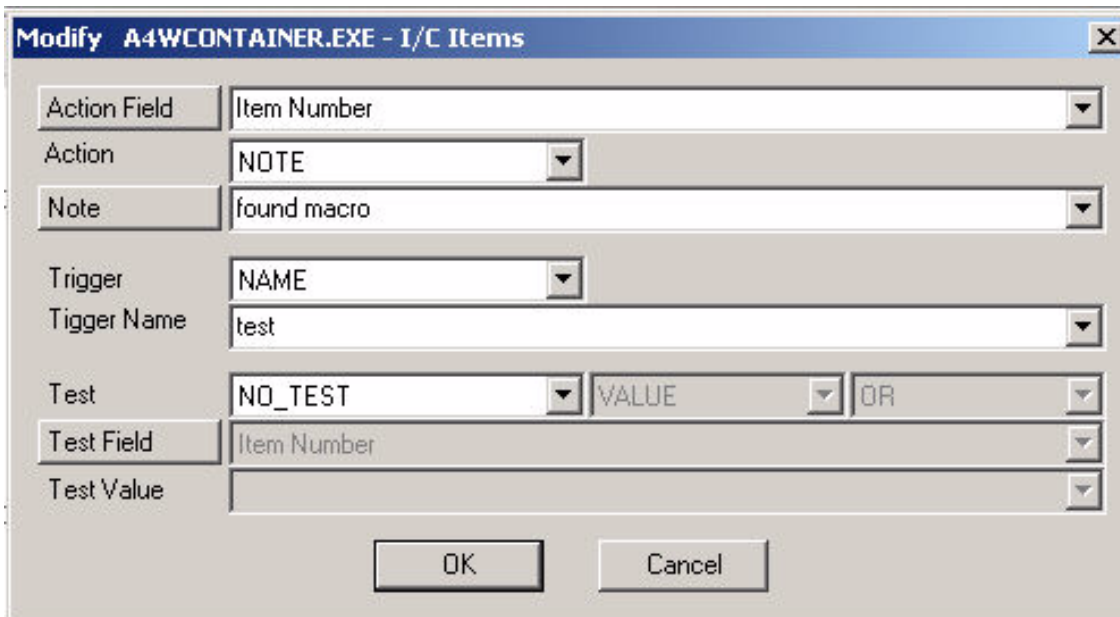 Modify A4WCONTAINER.EXE - I/C Items
Action Field Item Number
Action NOTE
Note found macro
Trigger NAME
Tigger Name test
Test NO_TEST VALUE OR
Test Field Item Number
Test Value
OK Cancel